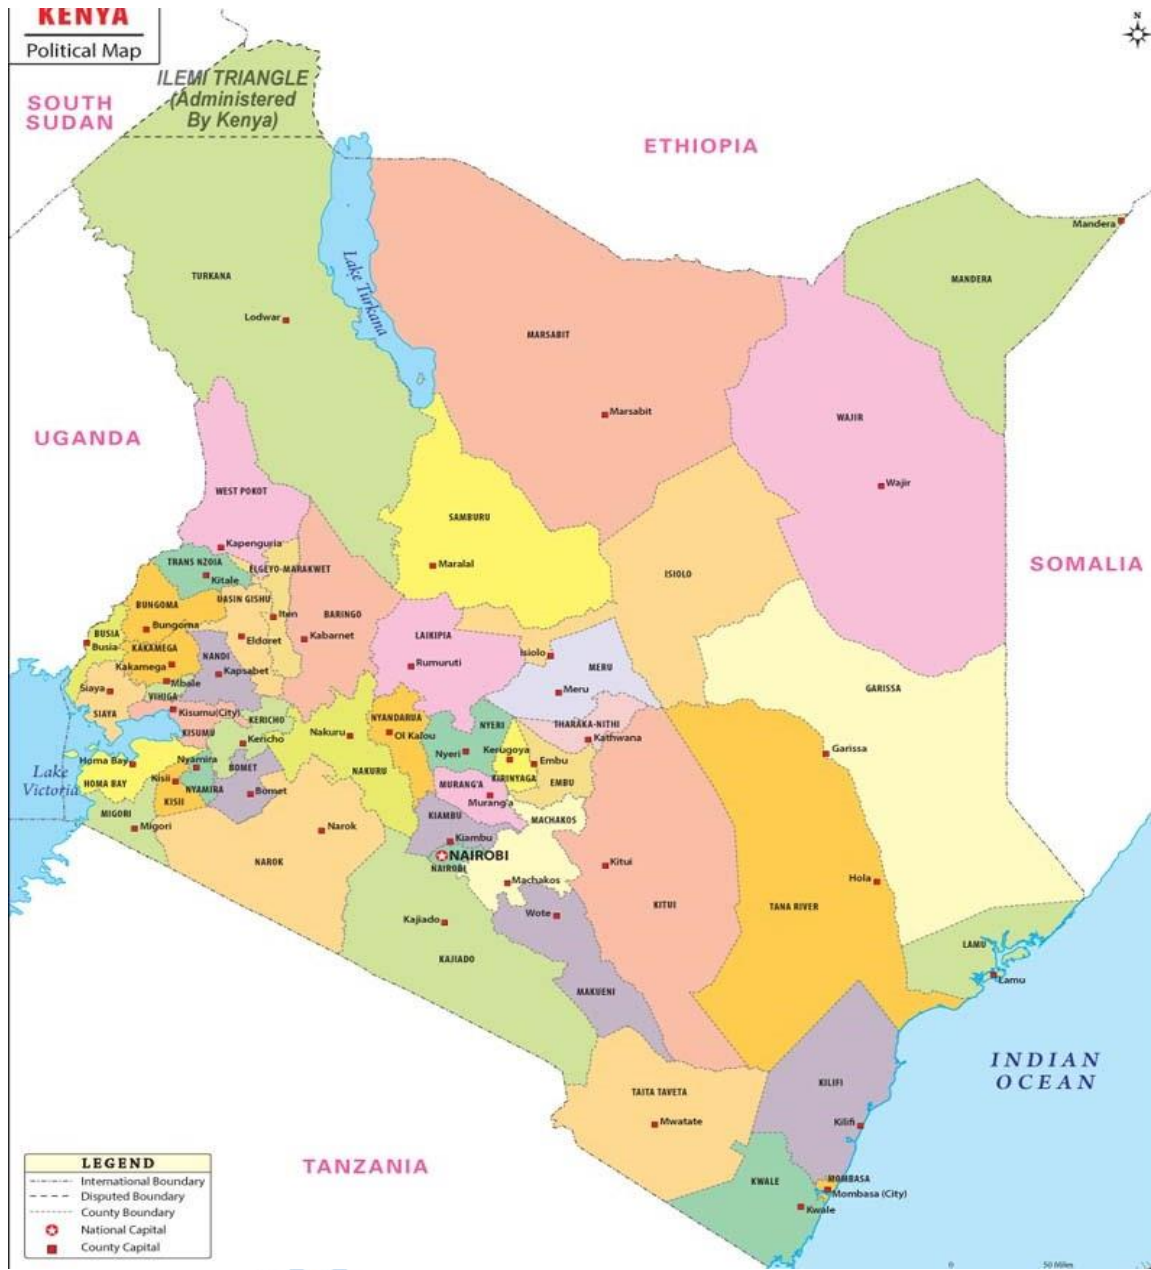 KENYA
Political Map
N
ILEMI TRIANGLE
(Administered
By Kenya)
SOUTH
SUDAN
ETHIOPIA
Mandera
MANDERA
TURKANA
Lake Turkana
Lodwar
MARSABIT
Marsabit
WAJIR
Wajir
UGANDA
WEST POKOT
SAMBURU
Kapenguria
TRANS NZOIA
Kitale
ELGEYO-MARAKWET
Maralal
ISIOLO
SOMALIA
BUNGOMA
UASIN GISHU
Iten
BARINGO
Bungoma
BUSIA
Busia
Eldoret
Kabarnet
LAIKIPIA
KAKAMEGA
Kakamega
NANDI
Kapsabet
Rumuruti
Isiolo
MERU
Meru
Mbale
Siaya
VIHIGA
GARISSA
SIAYA
Kisumu(City)
KISUMU
KERICHO
Kericho
Nakuru
NYANDARUA
Ol Kalou
NYERI
Nyeri
THARAKA-NITHI
Kathwana
Kerugoya
Garissa
Homa Bay
Nyamira
BOMET
NAKURU
Embu
KIRINYAGA
EMBU
Lake
Victoria
HOMA BAY
Kisii
KISII
NYAMIRA
Bomet
MURANG'A
Murang'a
MIGORI
Migori
Narok
KIAMBU
Kiambu
MACHAKOS
NAROK
NAIROBI
NAIROBI
Kitui
Machakos
Hola
KITUI
TANA RIVER
Kajiado
Wote
KAJIADO
LAMU
Lamu
MAKUENI
INDIAN
OCEAN
TAITA TAVETA
KILIFI
Mwatate
Kilifi
TANZANIA
KWALE
MOMBASA
Mombasa (City)
Kwale
LEGEND
International Boundary
Disputed Boundary
County Boundary
National Capital
County Capital
0 50 Miles